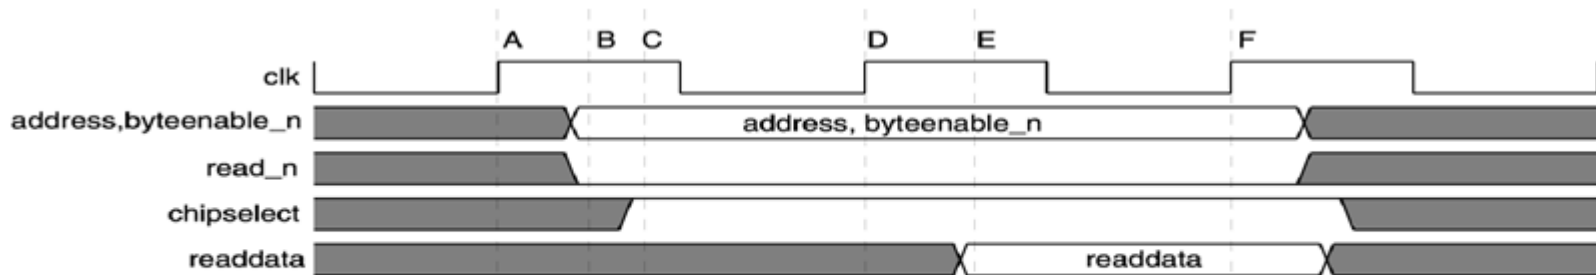 A B C D E F
clk
address,byteenable_n address, byteenable_n
read_n
chipselect
readdata readdata